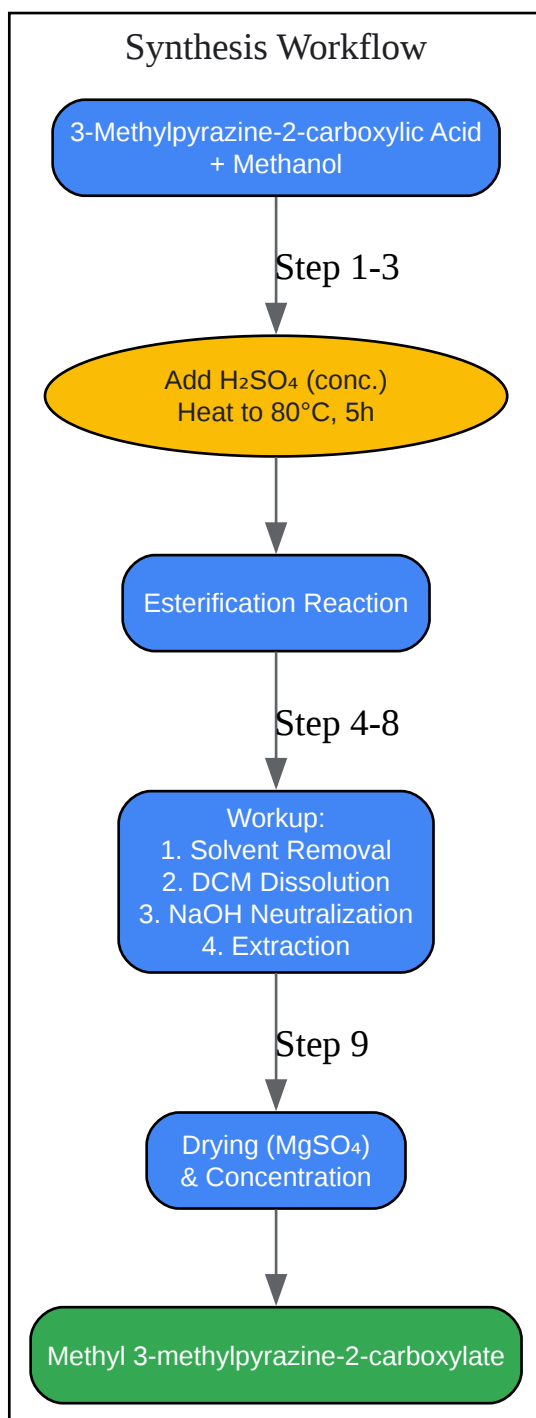 Synthesis Workflow
3-Methylpyrazine-2-carboxylic Acid
+ Methanol
Step 1-3
Add H₂SO₄ (conc.)
Heat to 80°C, 5h
Esterification Reaction
Step 4-8
Workup:
1. Solvent Removal
2. DCM Dissolution
3. NaOH Neutralization
4. Extraction
Step 9
Drying (MgSO₄)
& Concentration
Methyl 3-methylpyrazine-2-carboxylate